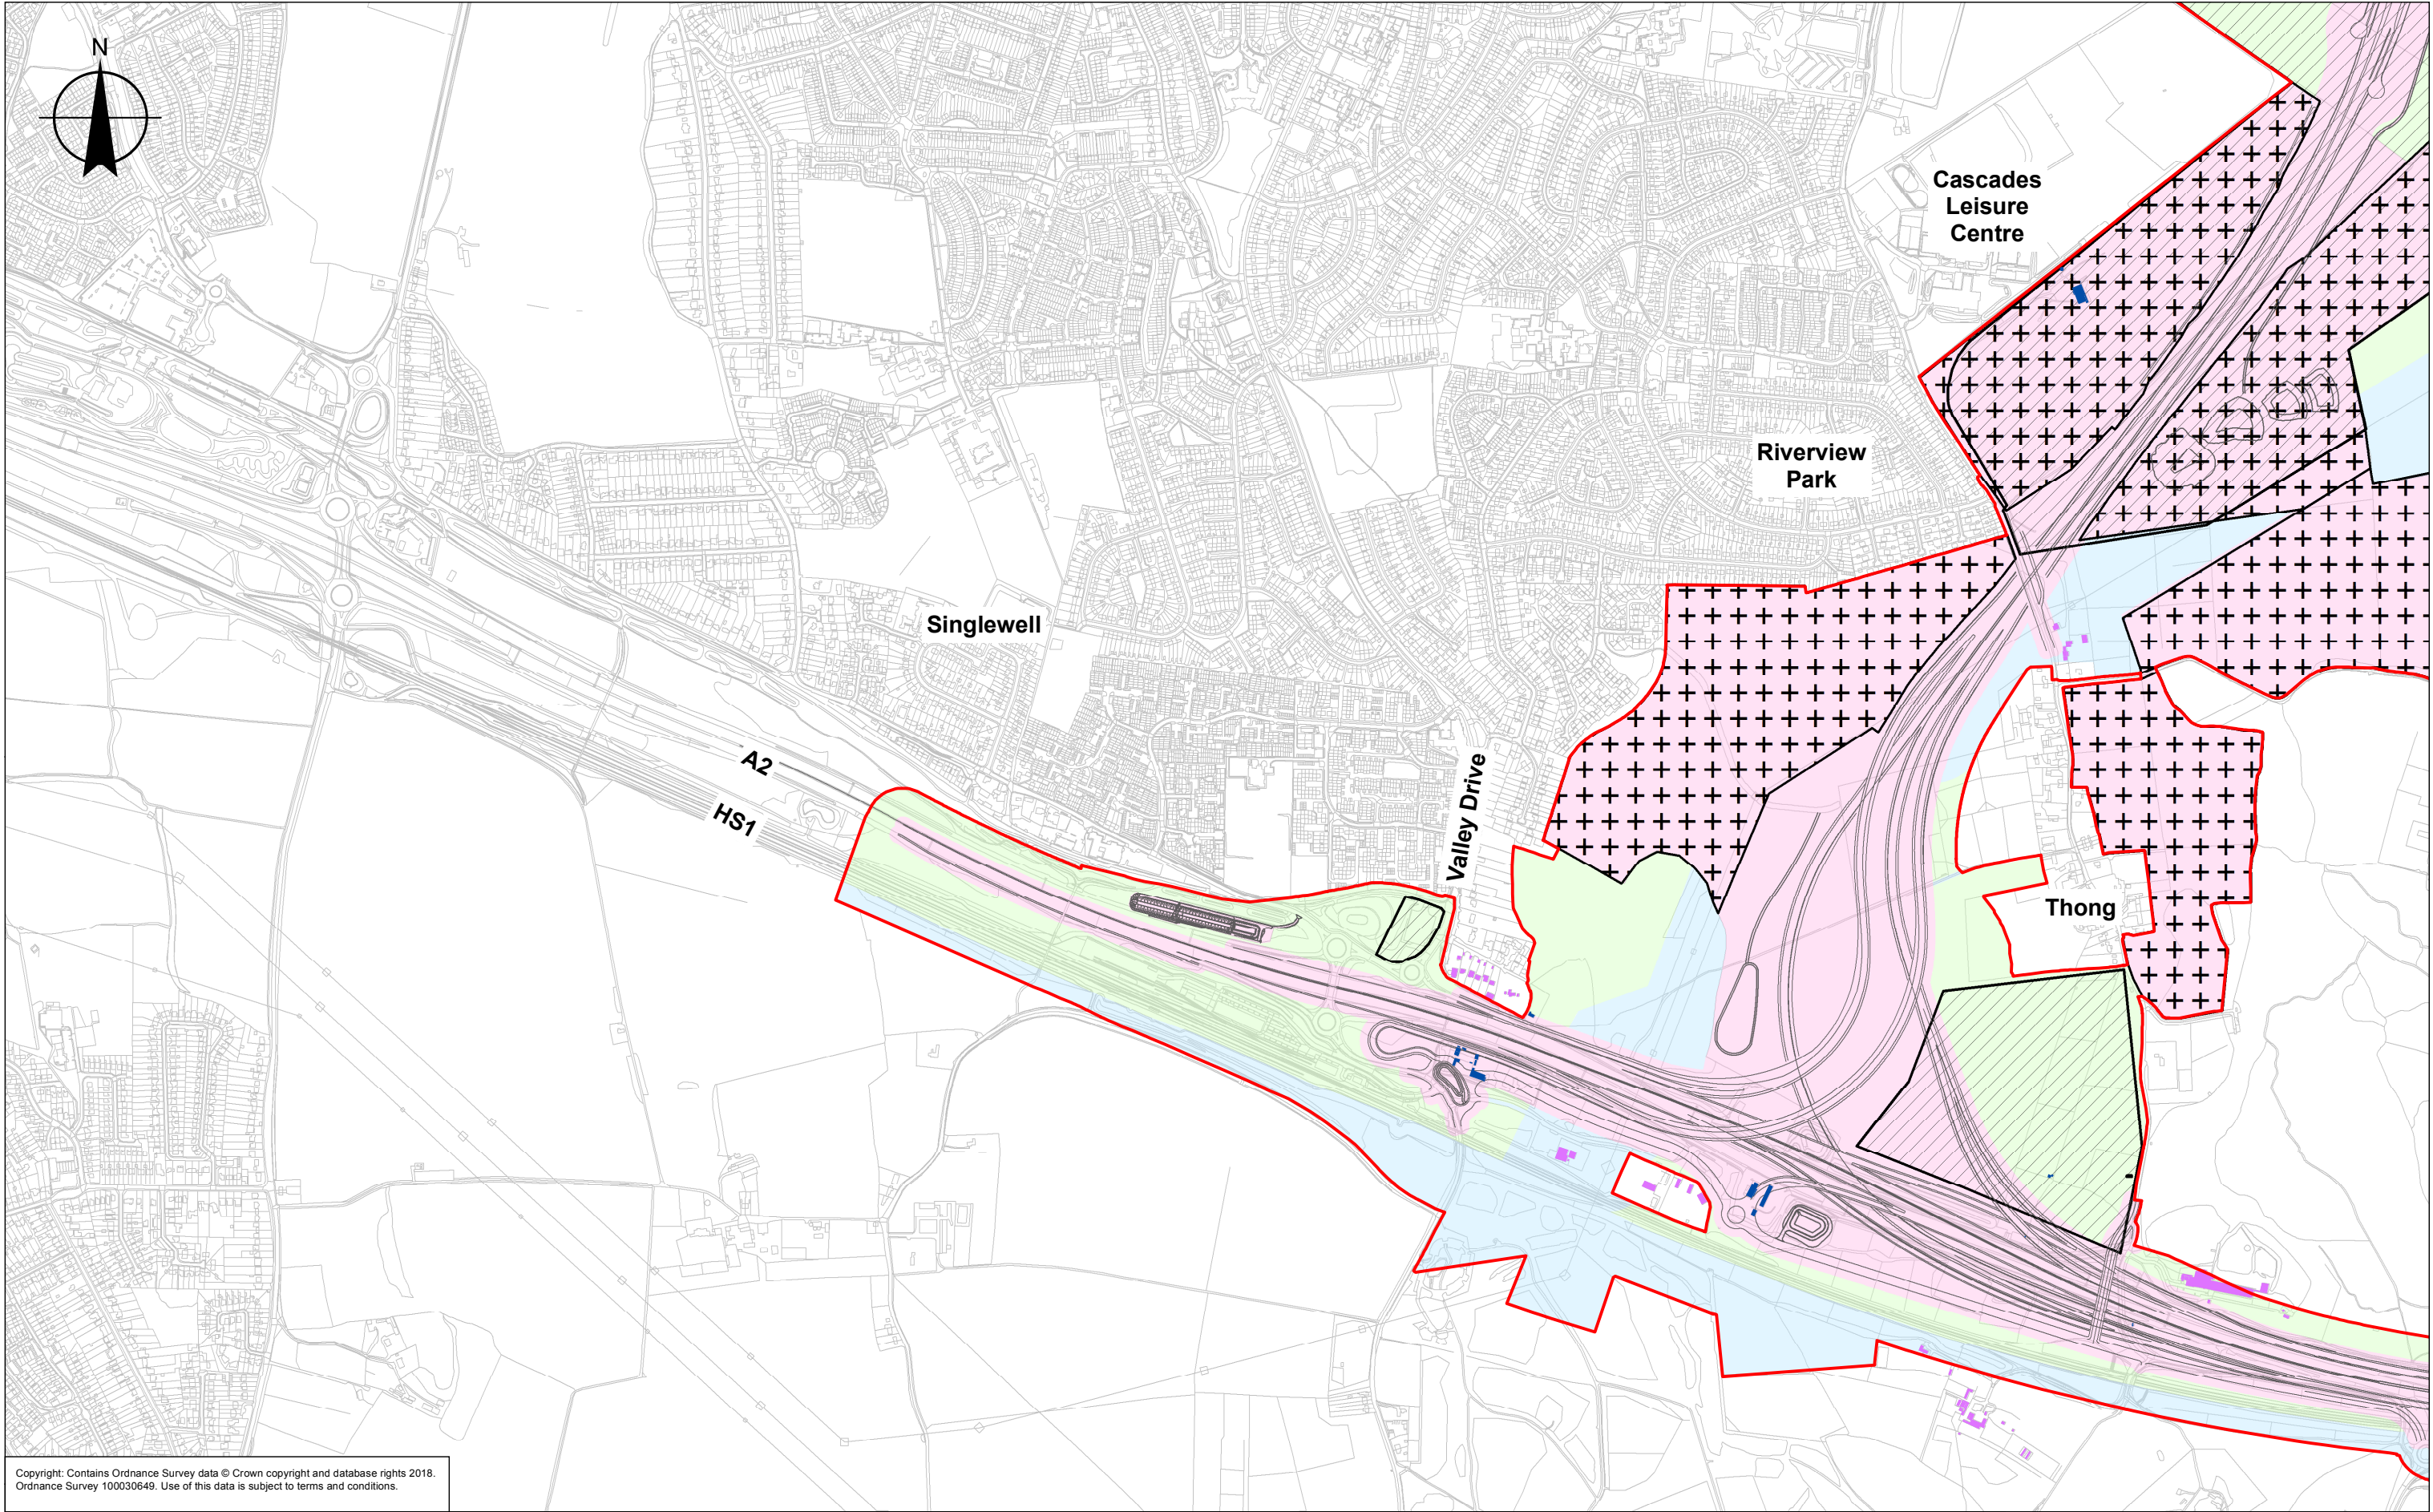 N
Cascades
Leisure
Centre
Riverview
Park
Singlewell
A2
HS1
Valley Drive
Thong
Copyright: Contains Ordnance Survey data © Crown copyright and database rights 2018.
Ordnance Survey 100030649. Use of this data is subject to terms and conditions.